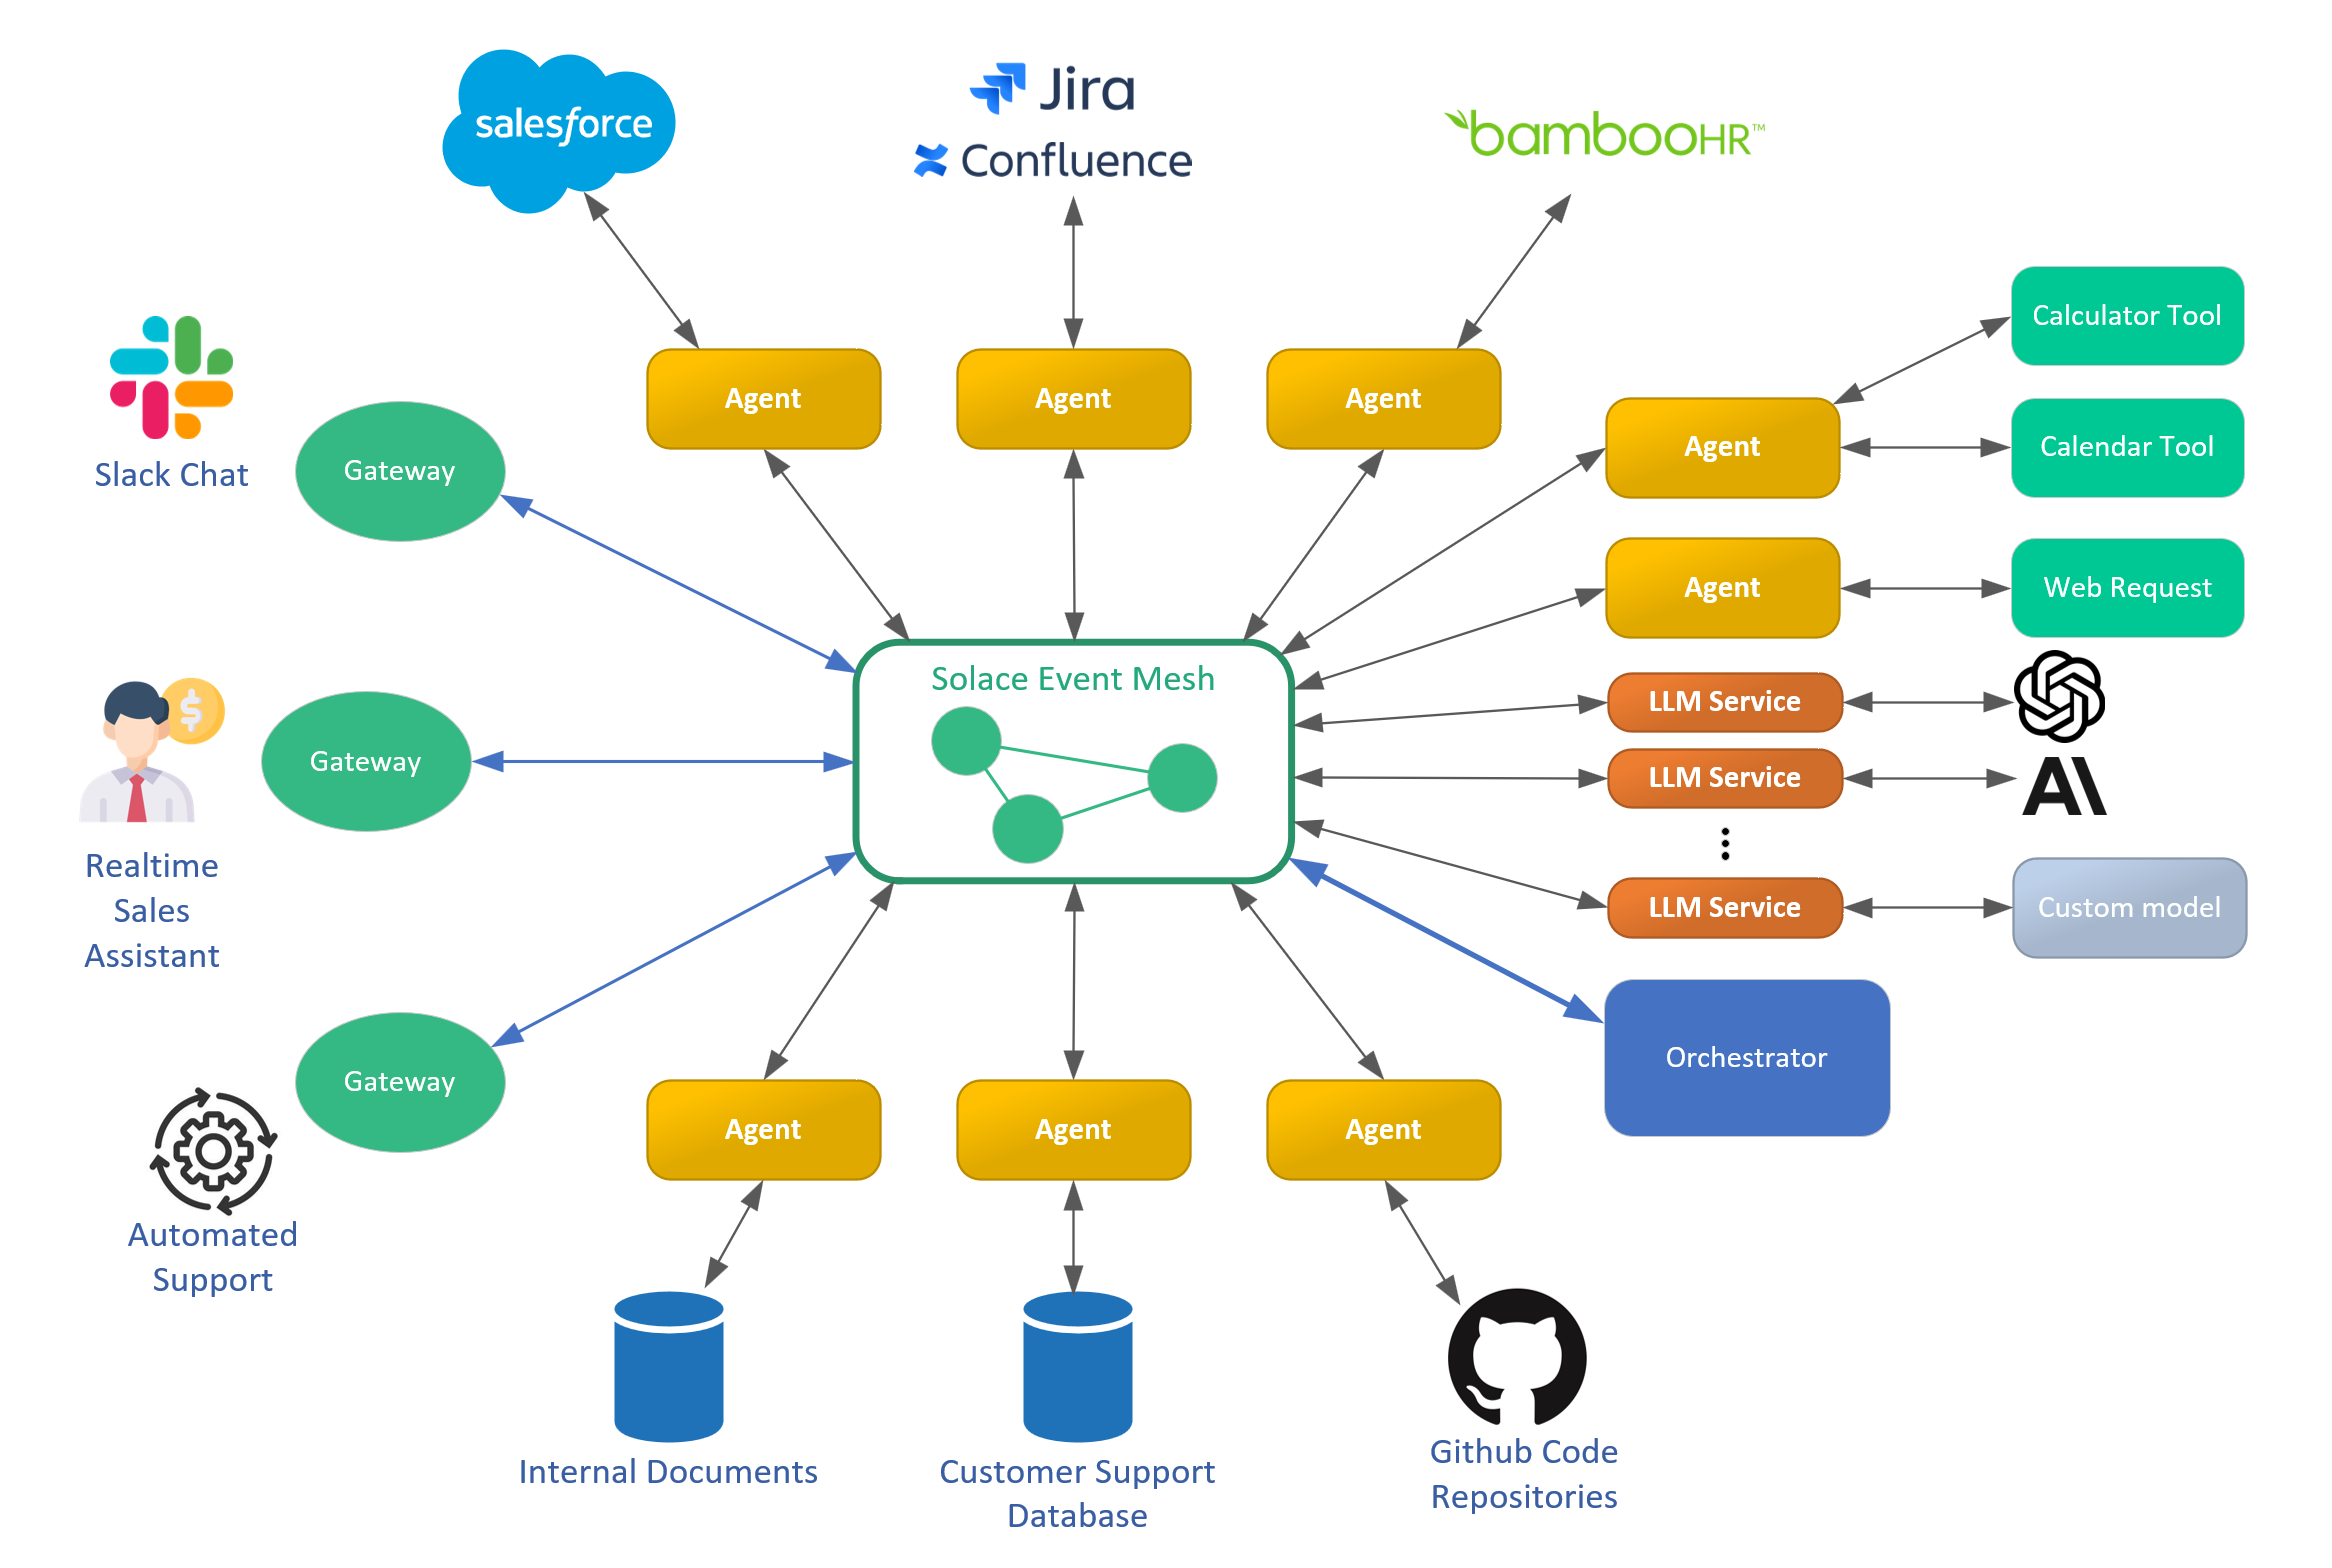 salesforce
Jira
Confluence
bambooHR™
Slack Chat
Gateway
Agent
Agent
Agent
Agent
Calculator Tool
Calendar Tool
Agent
Web Request
Realtime
Sales
Assistant
Gateway
Solace Event Mesh
LLM Service
LLM Service
AI
LLM Service
Custom model
Orchestrator
Automated
Support
Gateway
Agent
Agent
Agent
Internal Documents
Customer Support
Database
Github Code
Repositories